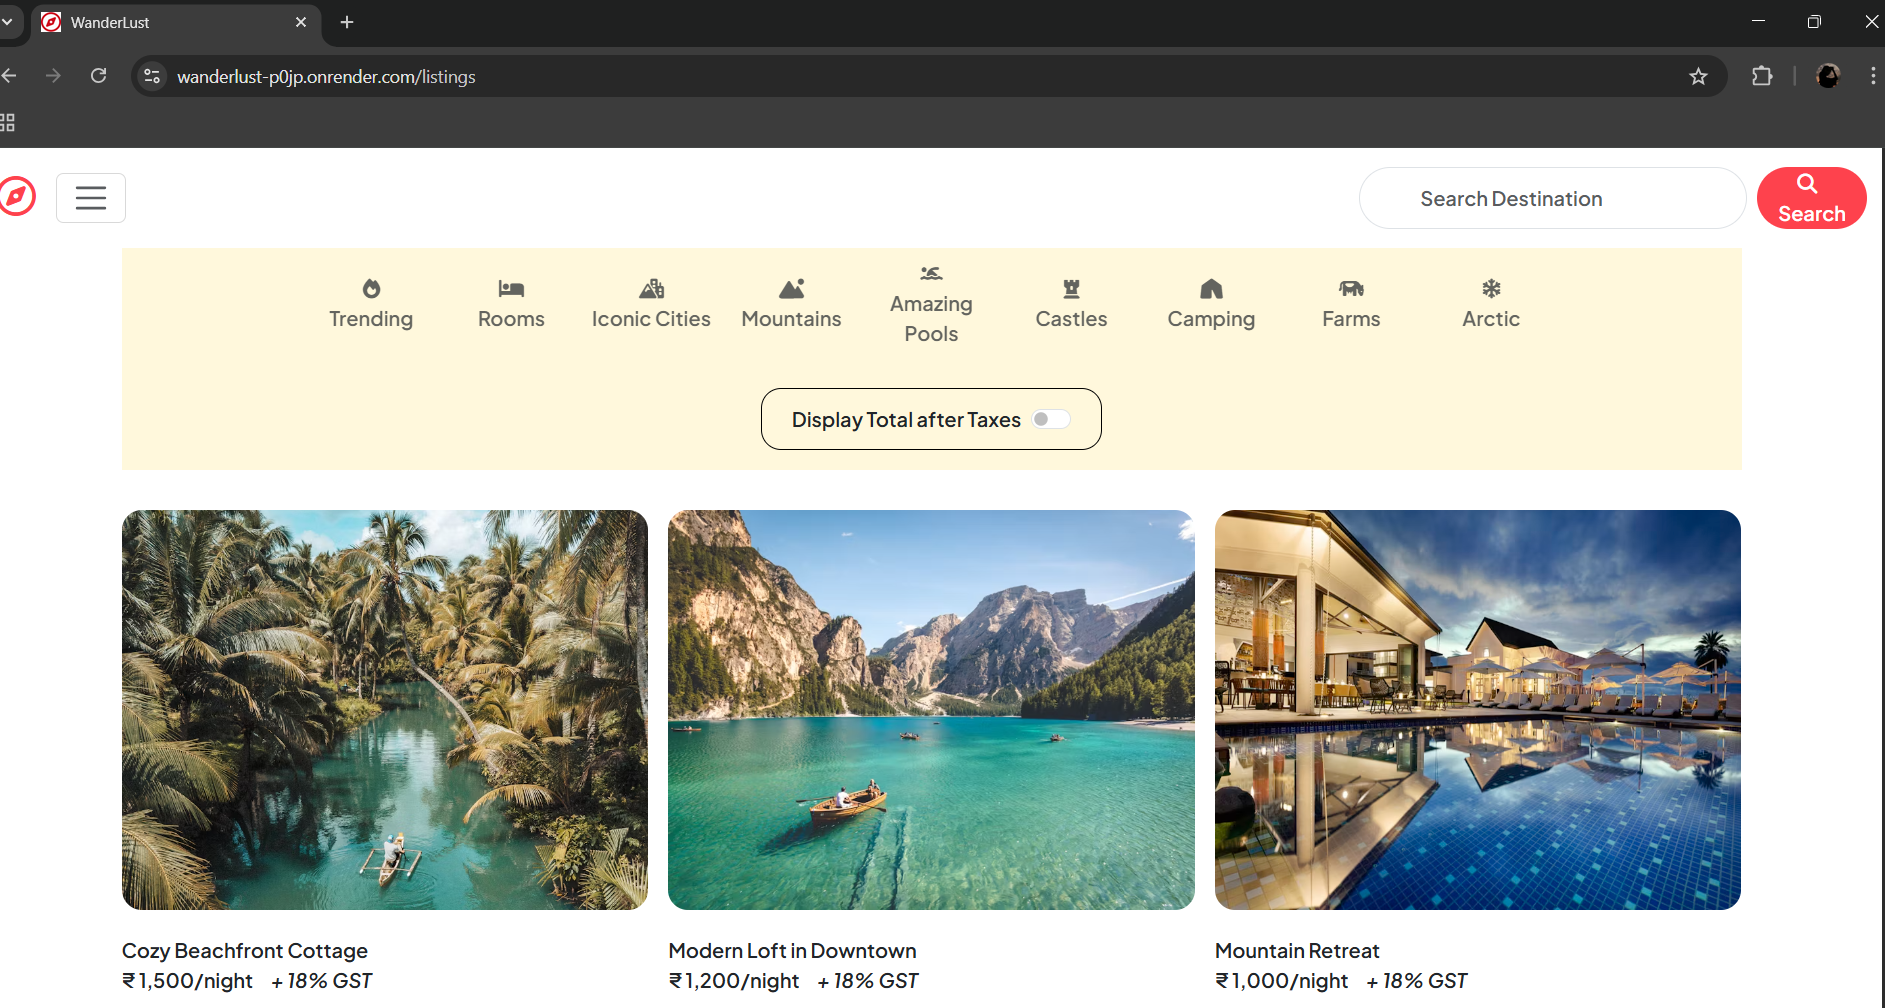 WanderLust
wanderlust-p0jp.onrender.com/listings
Search Destination
Search
Trending
Rooms
Iconic Cities
Mountains
Amazing
Pools
Castles
Camping
Farms
Arctic
Display Total after Taxes
Cozy Beachfront Cottage
₹1,500/night + 18% GST
Modern Loft in Downtown
₹1,200/night + 18% GST
Mountain Retreat
₹1,000/night + 18% GST